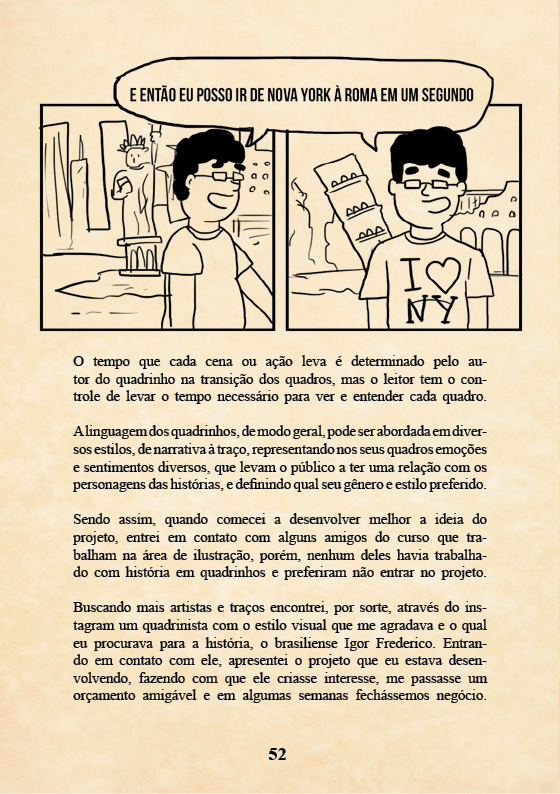 E ENTÃO EU POSSO IR DE NOVA YORK À ROMA EM UM SEGUNDO
I ♡
NY
O tempo que cada cena ou ação leva é determinado pelo au-
tor do quadrinho na transição dos quadros, mas o leitor tem o con-
trole de levar o tempo necessário para ver e entender cada quadro.
A linguagem dos quadrinhos, de modo geral, pode ser abordada em diver-
sos estilos, de narrativa à traço, representando nos seus quadros emoções
e sentimentos diversos, que levam o público a ter uma relação com os
personagens das histórias, e definindo qual seu gênero e estilo preferido.
Sendo assim, quando comecei a desenvolver melhor a ideia do
projeto, entrei em contato com alguns amigos do curso que tra-
balham na área de ilustração, porém, nenhum deles havia trabalha-
do com história em quadrinhos e preferiram não entrar no projeto.
Buscando mais artistas e traços encontrei, por sorte, através do ins-
tagram um quadrinista com o estilo visual que me agradava e o qual
eu procurava para a história, o brasiliense Igor Frederico. Entran-
do em contato com ele, apresentei o projeto que eu estava desen-
volvendo, fazendo com que ele criasse interesse, me passasse um
orçamento amigável e em algumas semanas fechássemos negócio.
52